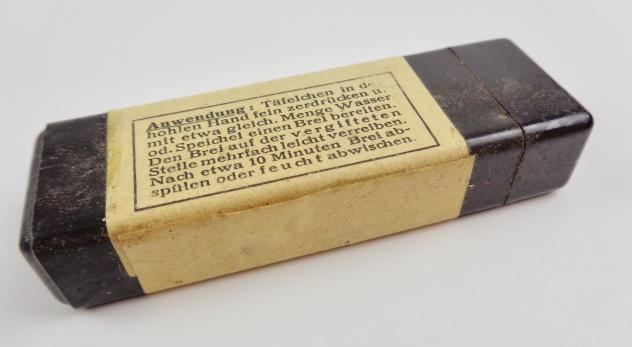 Anwendung: Täfelchen in d
hohlen Hand fein zerdrücken u.
mit etwa gleich. Menge Wasser
od. Speichel einen Brei bereiten.
Den Brei auf der vergifteten
Stelle mehrfach leicht verreiben.
Nach etwa 10 Minuten Brei ab-
spülen oder feucht abwischen.